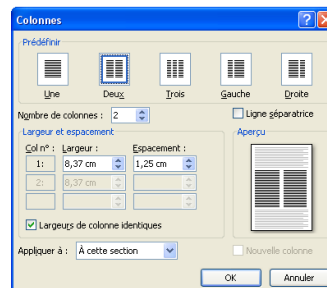 Colonnes
Prédéfinir
Une Deux Trois Gauche Droite
Nombre de colonnes : 2 Ligne séparatrice
Largeur et espacement Aperçu
Col n° : Largeur : Espacement :
1: 8,37 cm 1,25 cm
2: 8,37 cm
Largeurs de colonne identiques
Appliquer à : À cette section Nouvelle colonne
OK Annuler